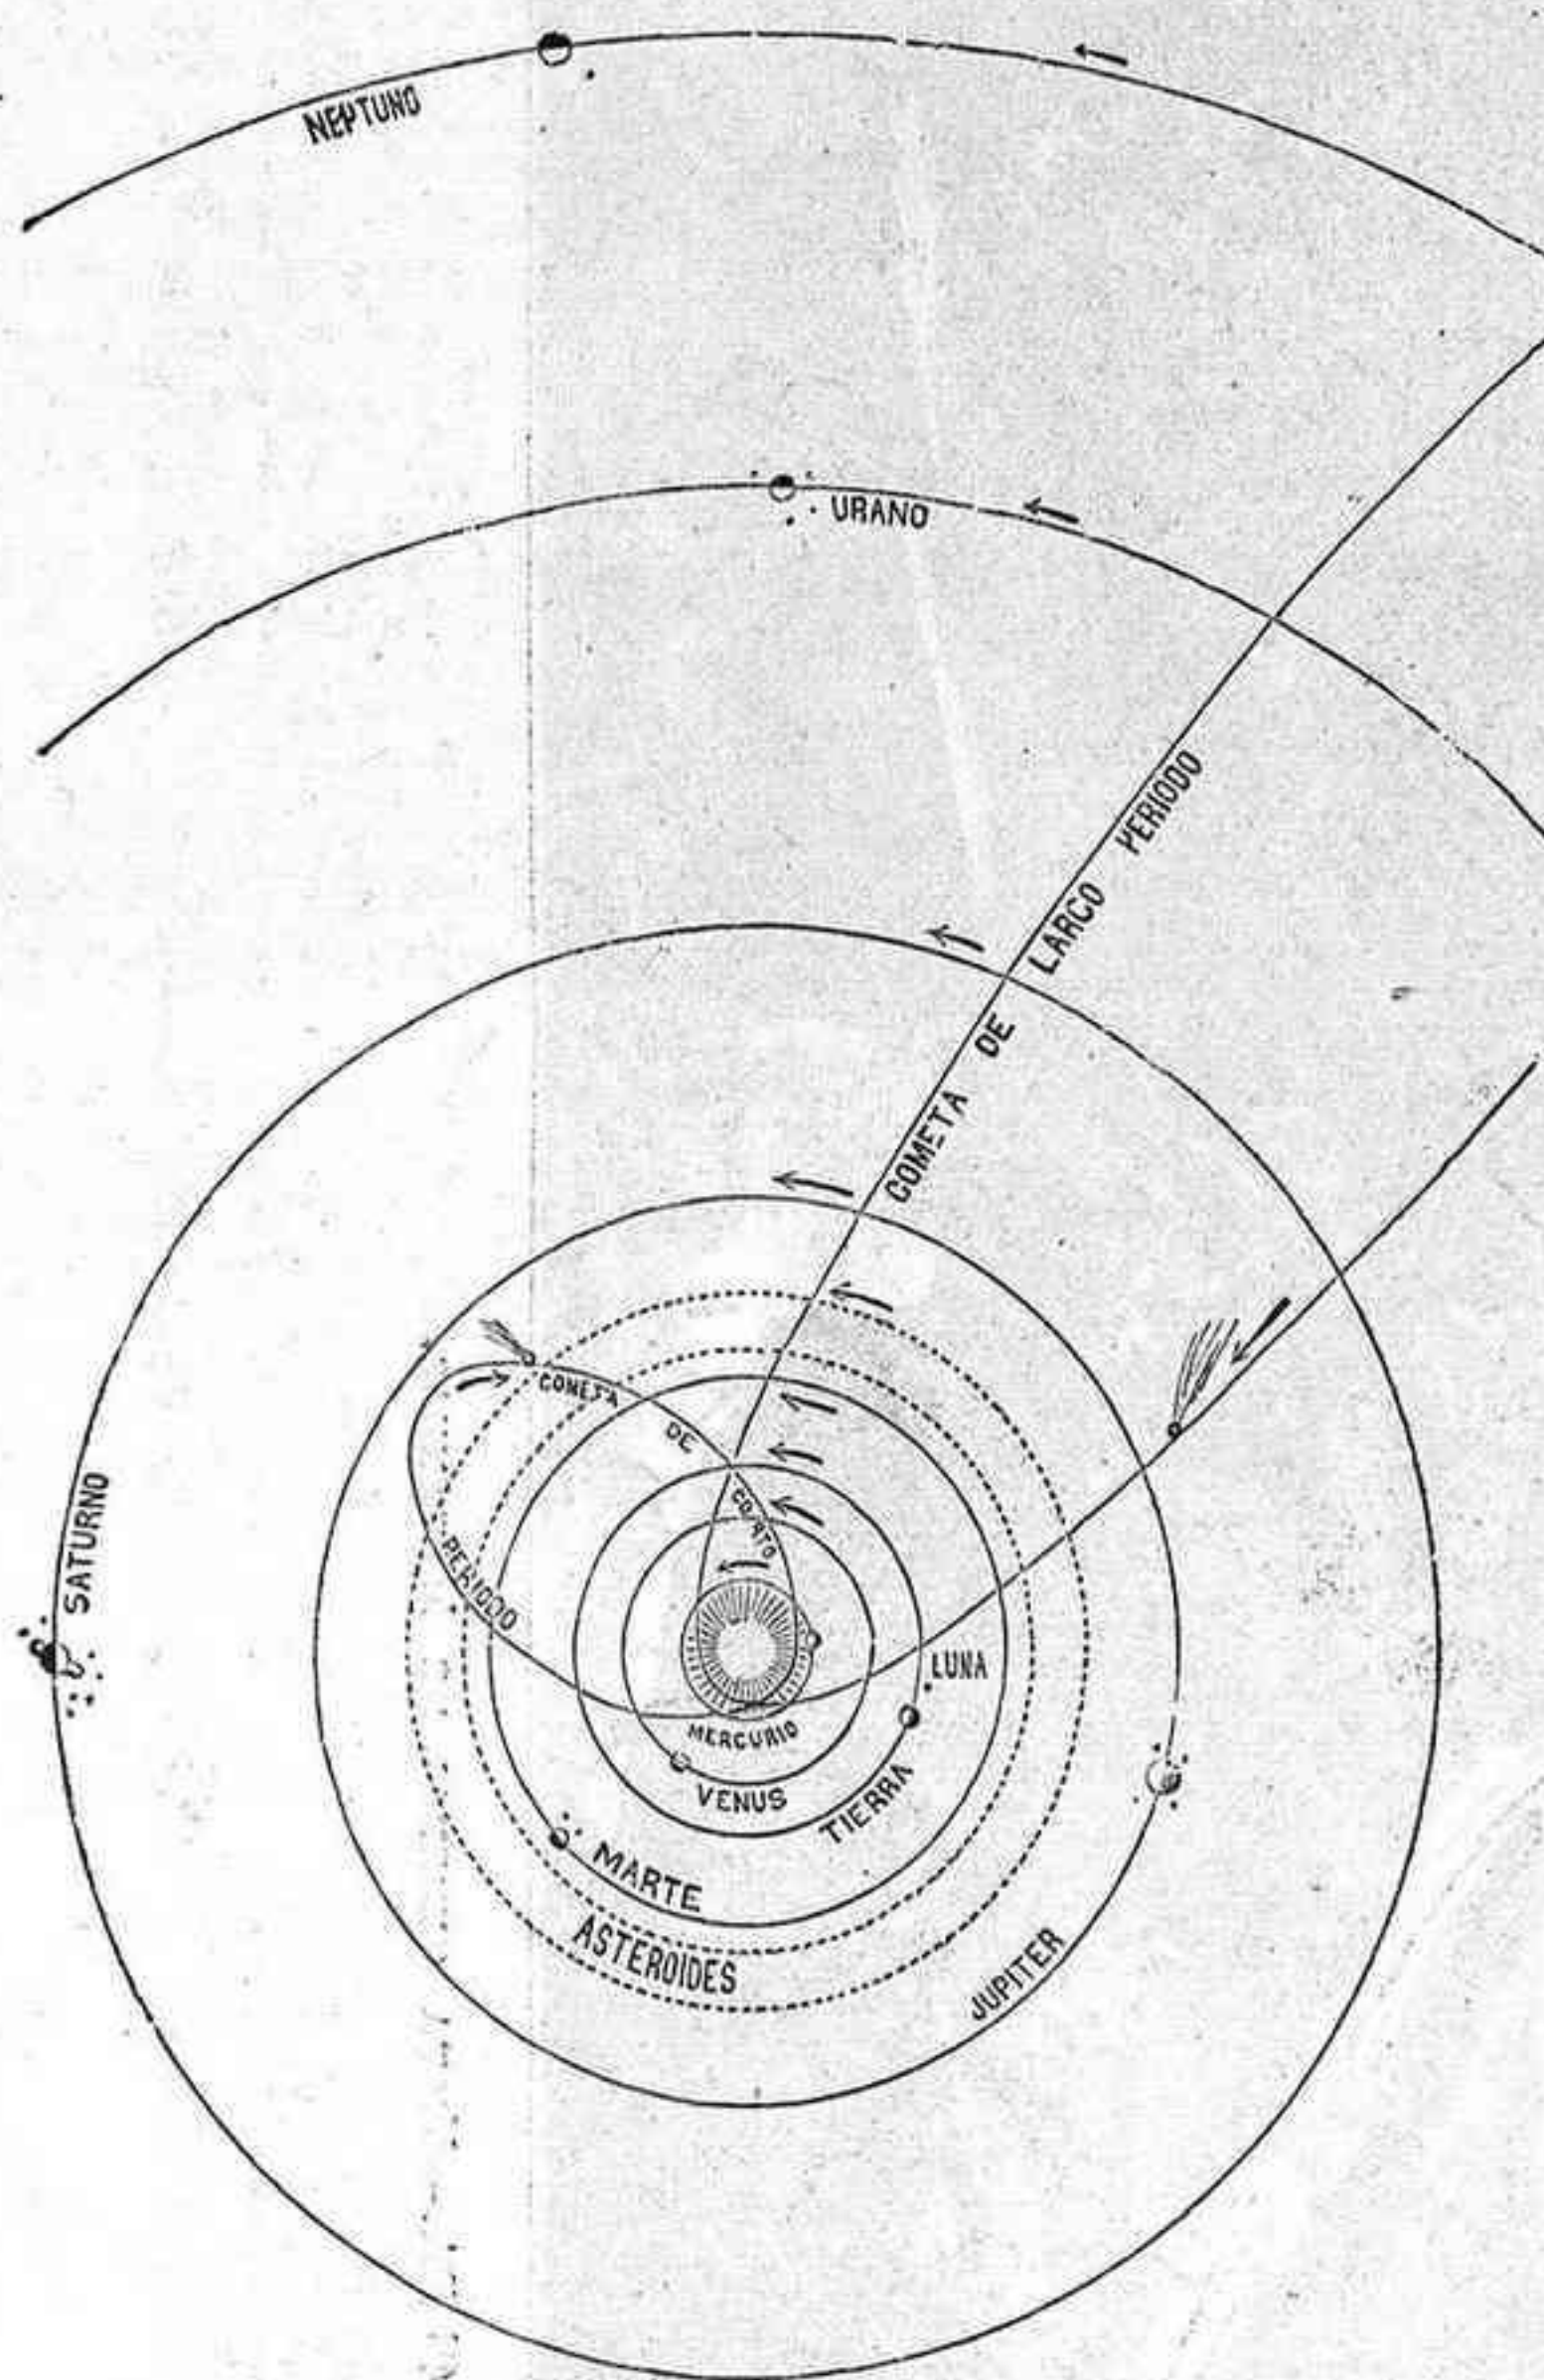 NEPTUNO
URANO
COMETA DE LARGO PERIODO
SATURNO
COMETA DE CORTO PERIODO
LUNA
MERCURIO
VENUS
TIERRA
MARTE
ASTEROIDES
JUPITER